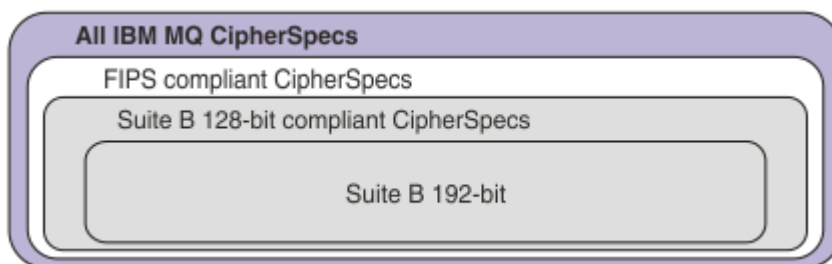 All IBM MQ CipherSpecs
FIPS compliant CipherSpecs
Suite B 128-bit compliant CipherSpecs
Suite B 192-bit